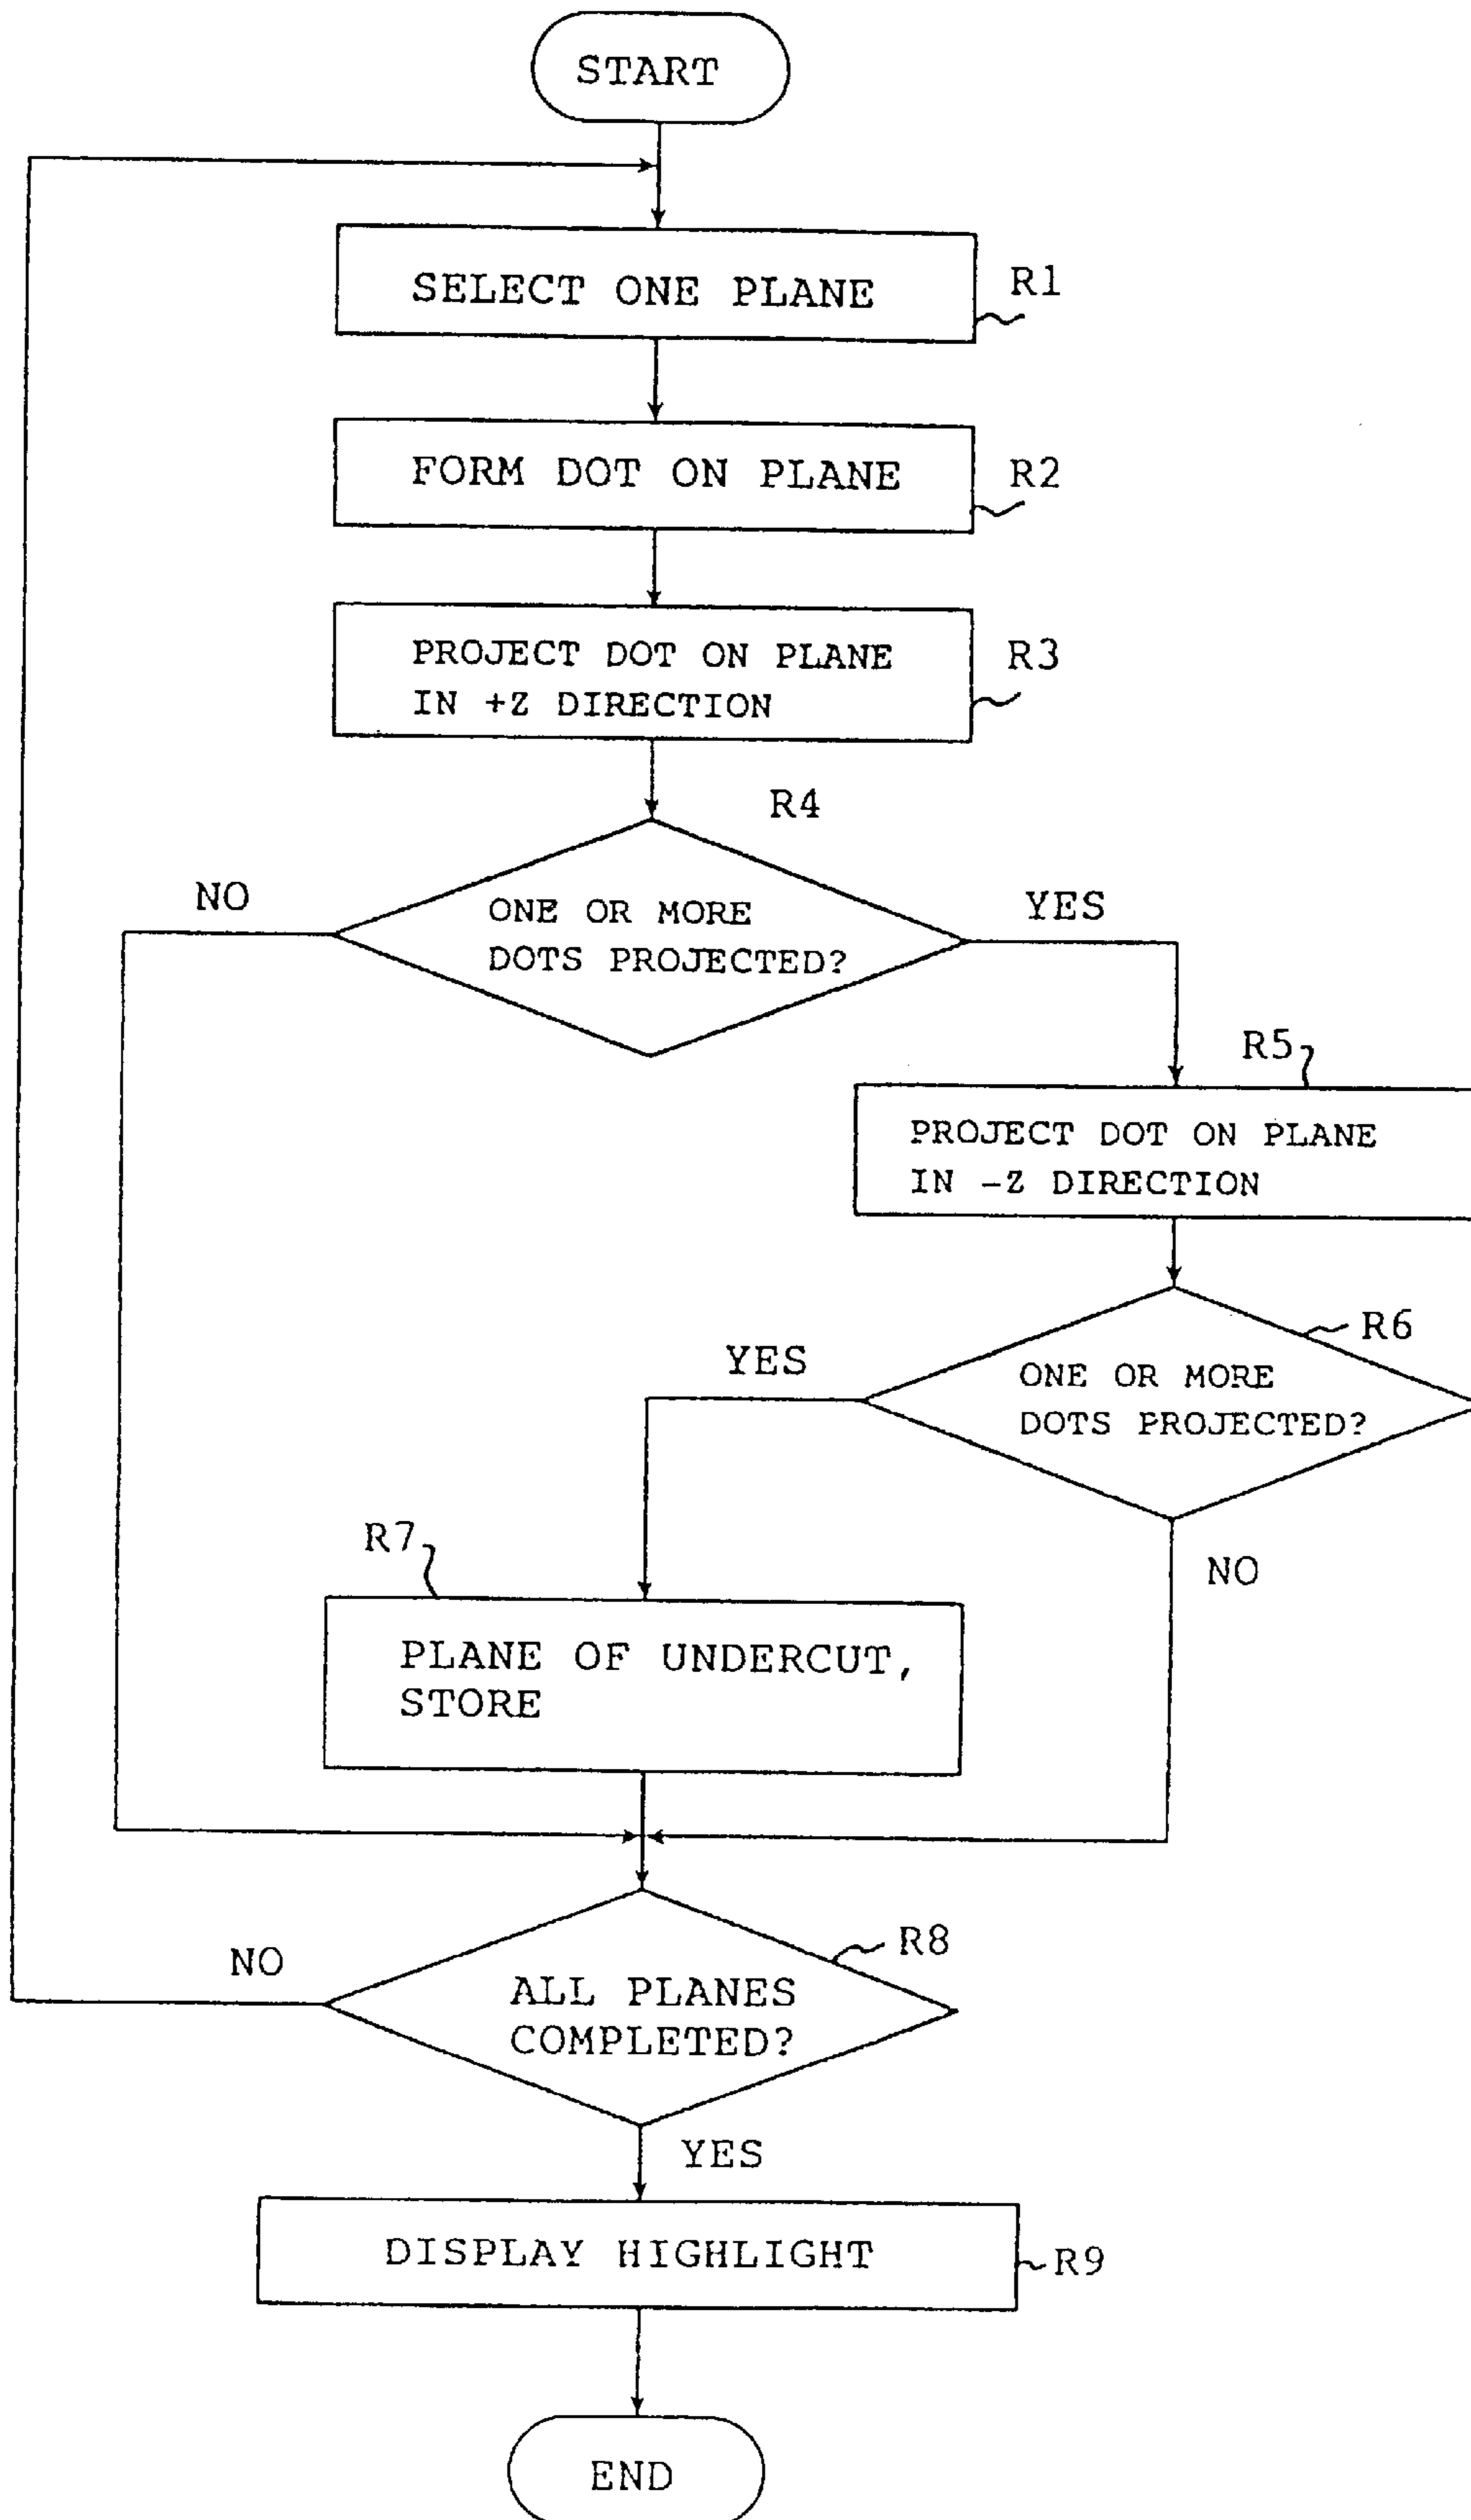 START
SELECT ONE PLANE
R1
FORM DOT ON PLANE
R2
PROJECT DOT ON PLANE
IN +Z DIRECTION
R3
R4
NO
ONE OR MORE
DOTS PROJECTED?
YES
R5
PROJECT DOT ON PLANE
IN -Z DIRECTION
R6
YES
ONE OR MORE
DOTS PROJECTED?
NO
R7
PLANE OF UNDERCUT,
STORE
R8
NO
ALL PLANES
COMPLETED?
YES
DISPLAY HIGHLIGHT
R9
END